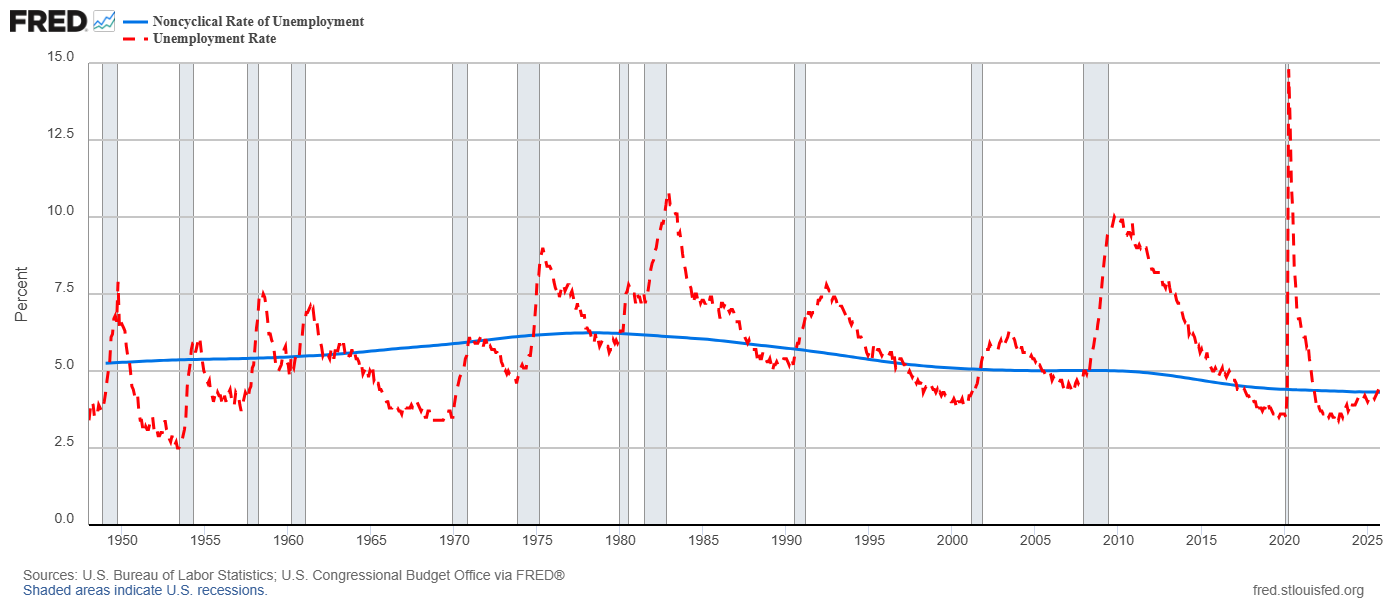 FRED
Noncyclical Rate of Unemployment
Unemployment Rate
15.0
12.5
10.0
7.5
5.0
2.5
0.0
Percent
1950 1955 1960 1965 1970 1975 1980 1985 1990 1995 2000 2005 2010 2015 2020 2025
Sources: U.S. Bureau of Labor Statistics; U.S. Congressional Budget Office via FRED®
Shaded areas indicate U.S. recessions.
fred.stlouisfed.org